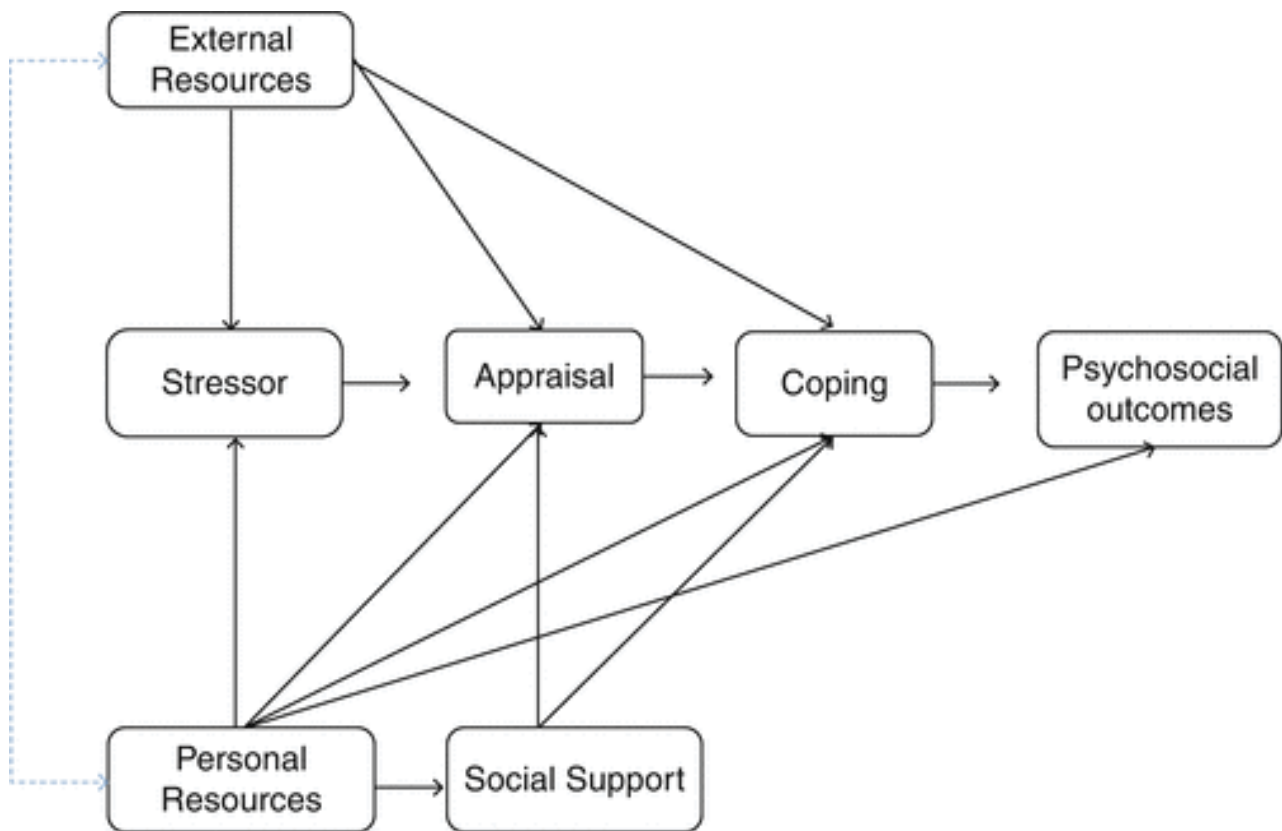 External
Resources
Stressor
Appraisal
Coping
Psychosocial
outcomes
Personal
Resources
Social Support